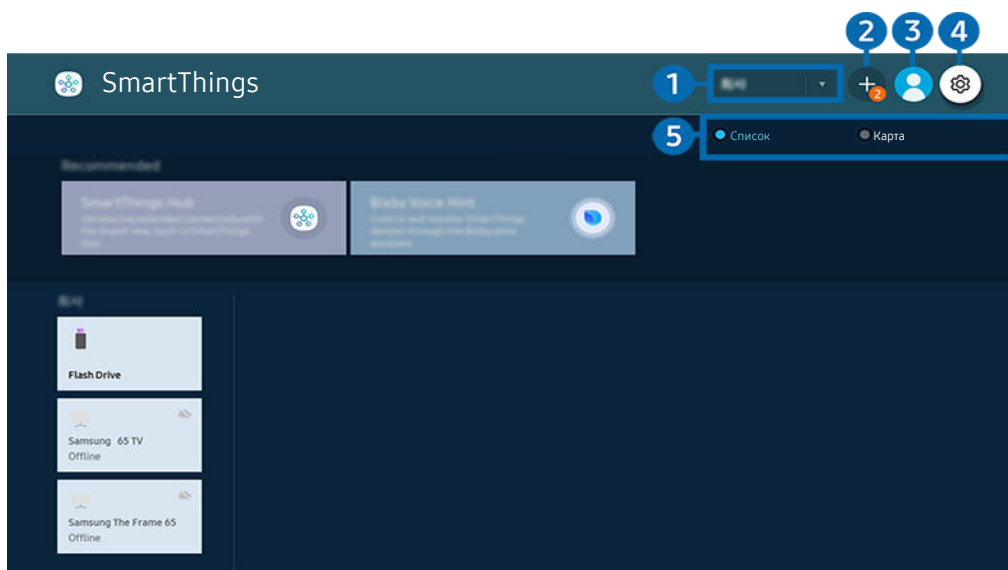 2 3 4
SmartThings
1
2
5
Список
Карта
Recommended
SmartThings Hub
Bixby Voice Hint
Flash Drive
Samsung 65 TV
Offline
Samsung The Frame 65
Offline